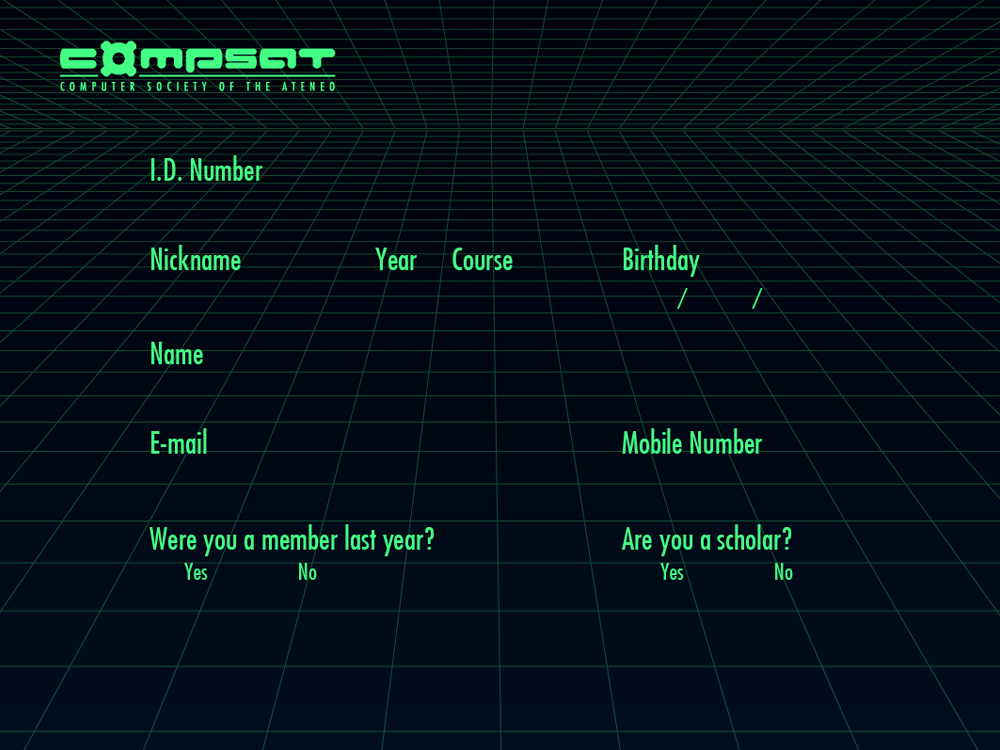 compsat
COMPUTER SOCIETY OF THE ATENEO
I.D. Number
Nickname Year Course Birthday
/ /
Name
E-mail Mobile Number
Were you a member last year? Are you a scholar?
Yes No Yes No